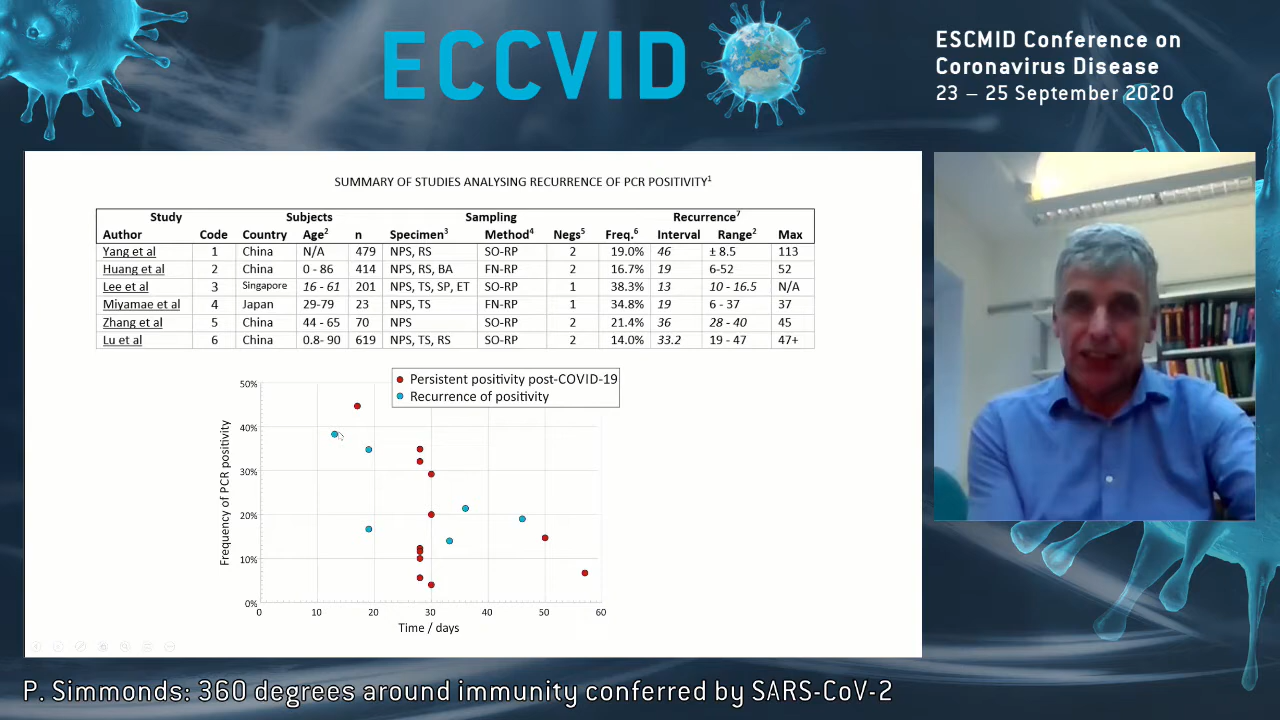 ECCVID
ESCMID Conference on
Coronavirus Disease
23 – 25 September 2020
SUMMARY OF STUDIES ANALYSING RECURRENCE OF PCR POSITIVITY1
Study Subjects Sampling Recurrence7
Author Code Country Age2 n Specimen3 Method4 Negs5 Freq.6 Interval Range2 Max
Yang et al 1 China N/A 479 NPS, RS SO-RP 2 19.0% 46 ± 8.5 113
Huang et al 2 China 0 - 86 414 NPS, RS, BA FN-RP 2 16.7% 19 6-52 52
Lee et al 3 Singapore 16 - 61 201 NPS, TS, SP, ET SO-RP 1 38.3% 13 10 - 16.5 N/A
Miyamae et al 4 Japan 29-79 23 NPS, TS FN-RP 1 34.8% 19 6 - 37 37
Zhang et al 5 China 44 - 65 70 NPS SO-RP 2 21.4% 36 28 - 40 45
Lu et al 6 China 0.8- 90 619 NPS, TS, RS SO-RP 2 14.0% 33.2 19 - 47 47+
Persistent positivity post-COVID-19
Recurrence of positivity
Frequency of PCR positivity
50%
40%
30%
20%
10%
0%
0 10 20 30 40 50 60
Time / days
P. Simmonds: 360 degrees around immunity conferred by SARS-CoV-2